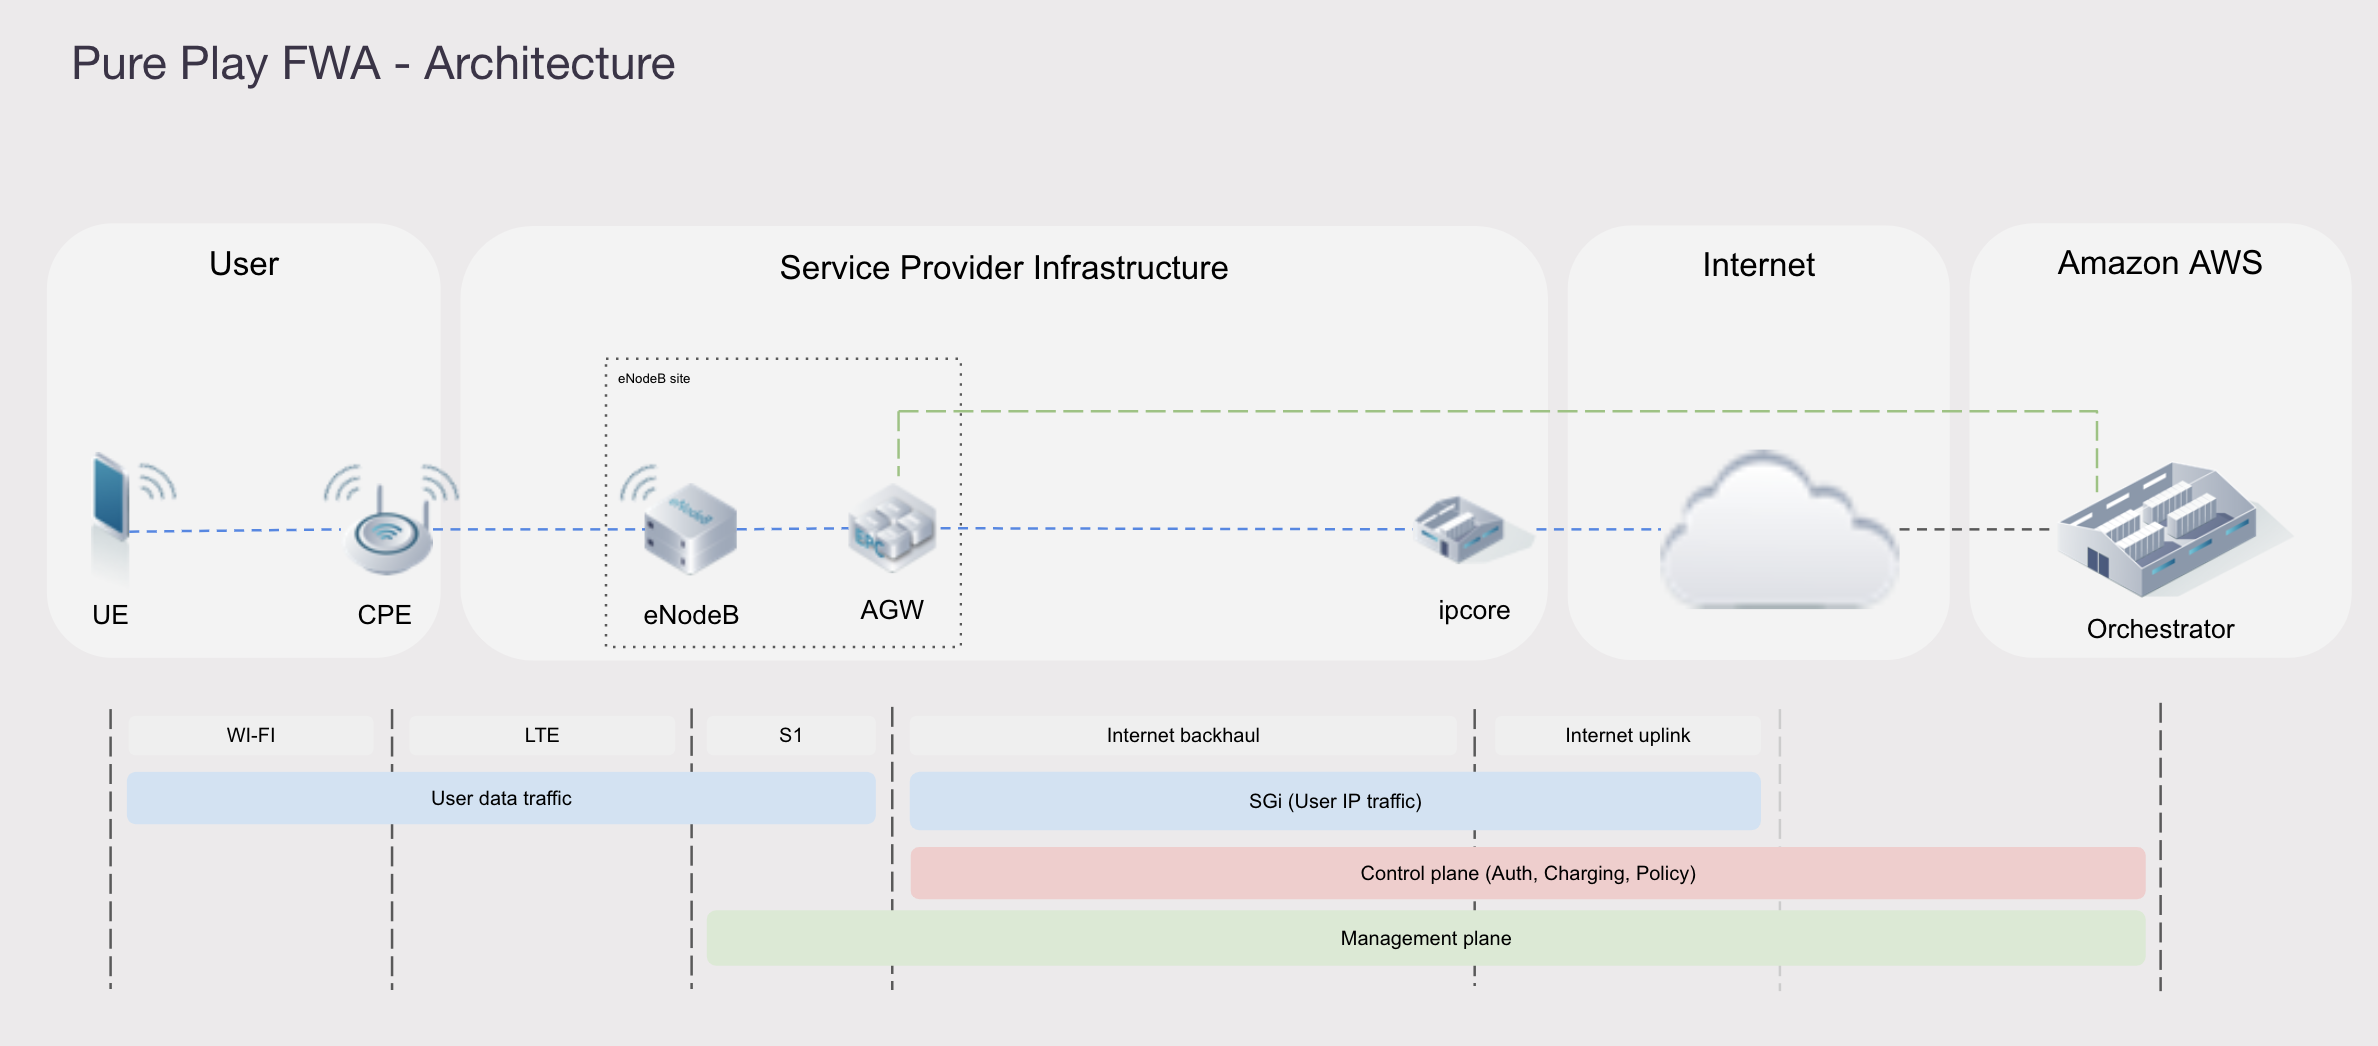 Pure Play FWA - Architecture
User
Service Provider Infrastructure
Internet
Amazon AWS
eNodeB site
eNodeB
EPC
UE
CPE
eNodeB
AGW
ipcore
Orchestrator
WI-FI
LTE
S1
Internet backhaul
Internet uplink
User data traffic
SGi (User IP traffic)
Control plane (Auth, Charging, Policy)
Management plane